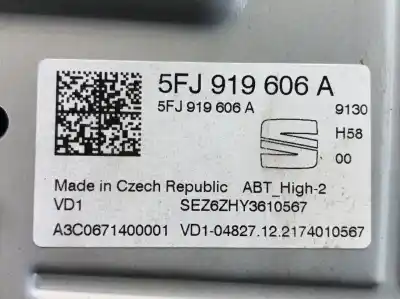 5FJ 919 606 A
5FJ 919 606 A 9130
H58
00
Made in Czech Republic ABT_High-2
VD1 SEZ6ZHY3610567
A3C0671400001 VD1-04827.12.2174010567